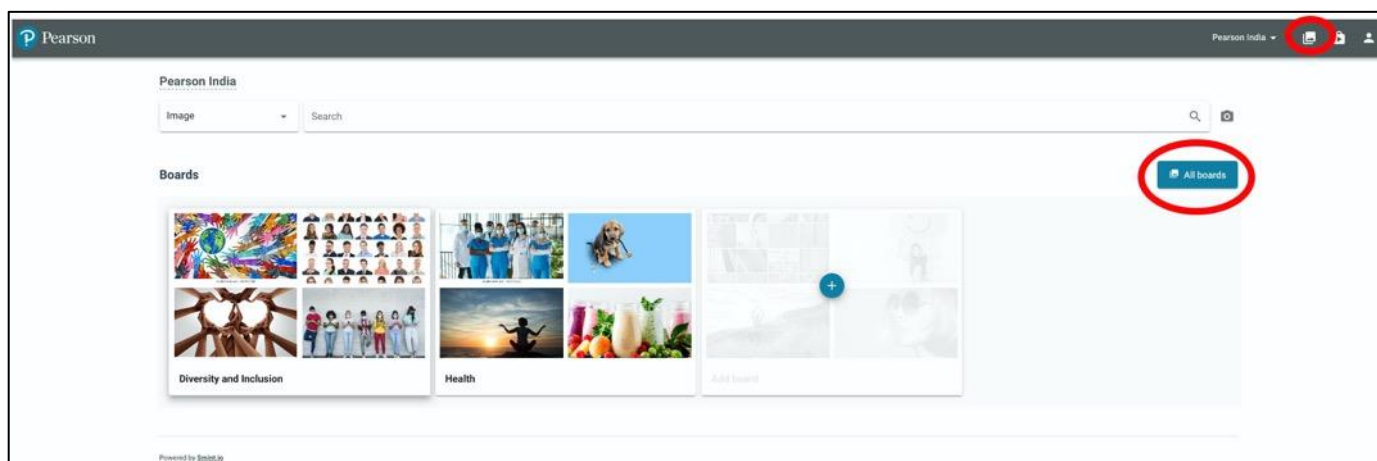 Pearson
Pearson India
Pearson India
Image
Search
Boards
All boards
Diversity and Inclusion
Health
Add board
Powered by Smint.io